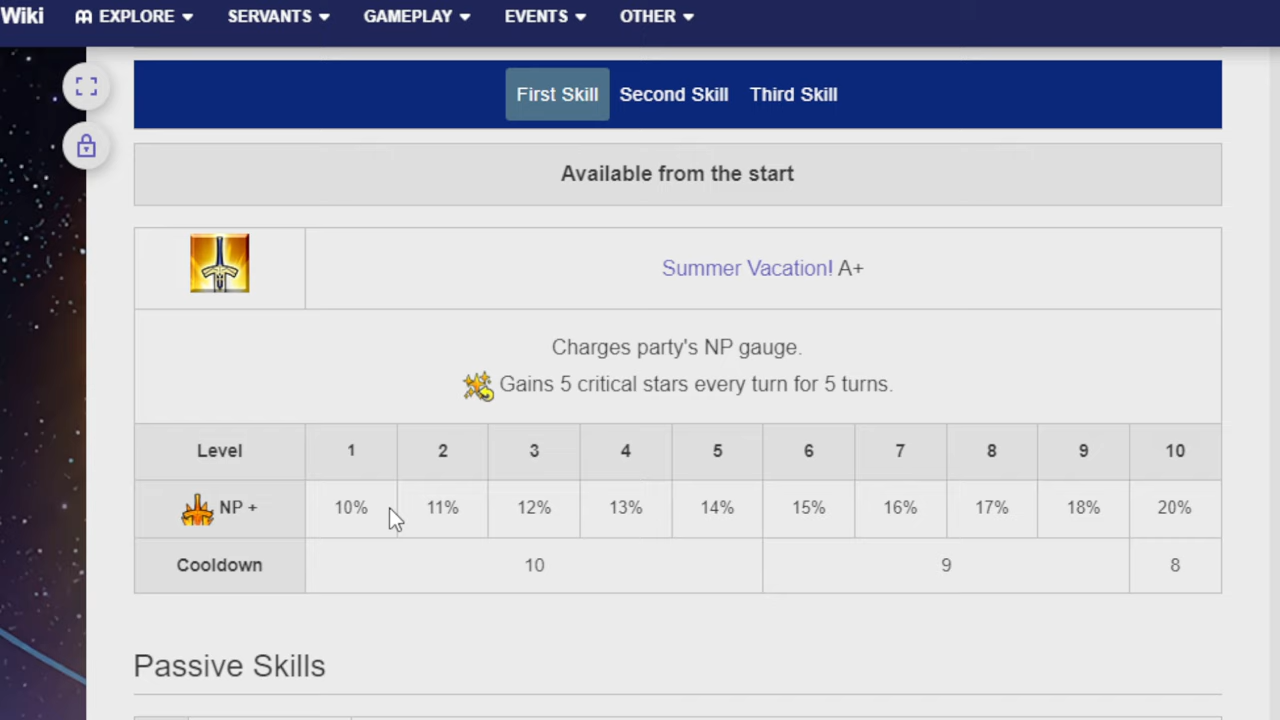 Wiki EXPLORE SERVANTS GAMEPLAY EVENTS OTHER
First Skill Second Skill Third Skill
Available from the start
Summer Vacation! A+
Charges party's NP gauge.
Gains 5 critical stars every turn for 5 turns.
Level 1 2 3 4 5 6 7 8 9 10
NP + 10% 11% 12% 13% 14% 15% 16% 17% 18% 20%
Cooldown 10 9 8
Passive Skills